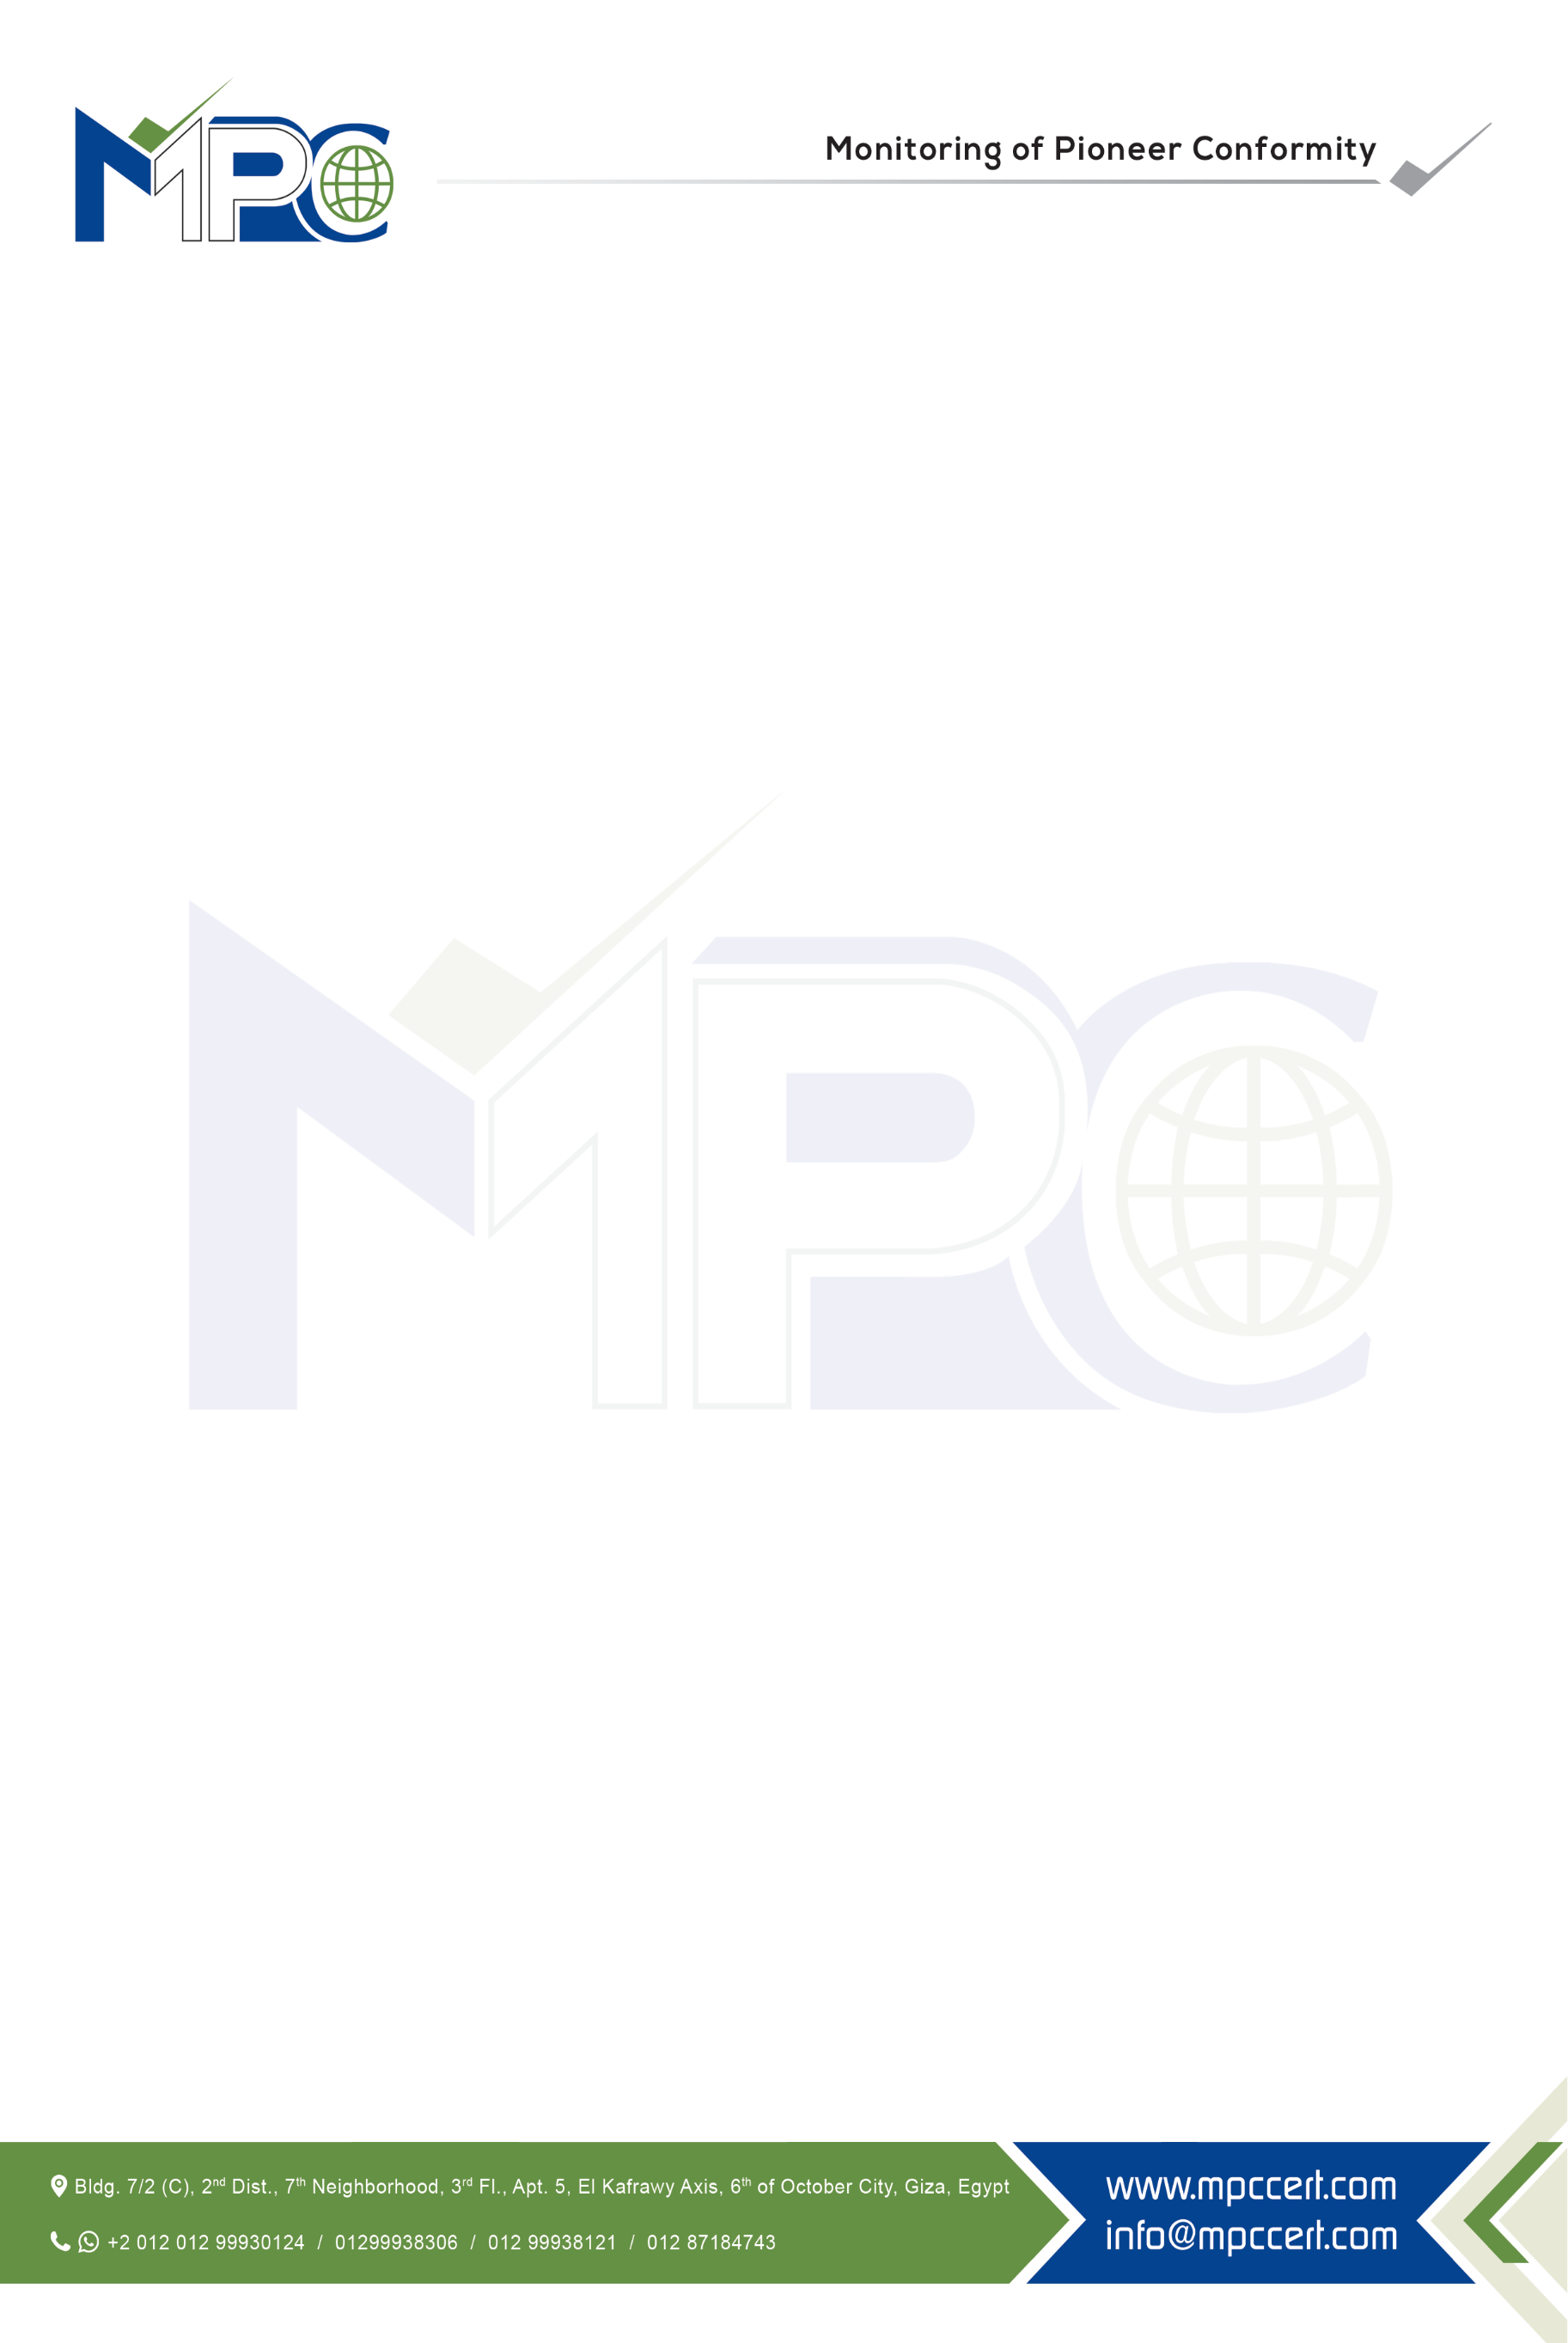 MPC
Monitoring of Pioneer Conformity
MPC
Bldg. 7/2 (C), 2nd Dist., 7th Neighborhood, 3rd Fl., Apt. 5, El Kafrawy Axis, 6th of October City, Giza, Egypt
+2 012 012 99930124 / 01299938306 / 012 99938121 / 012 87184743
www.mpccert.com
info@mpccert.com